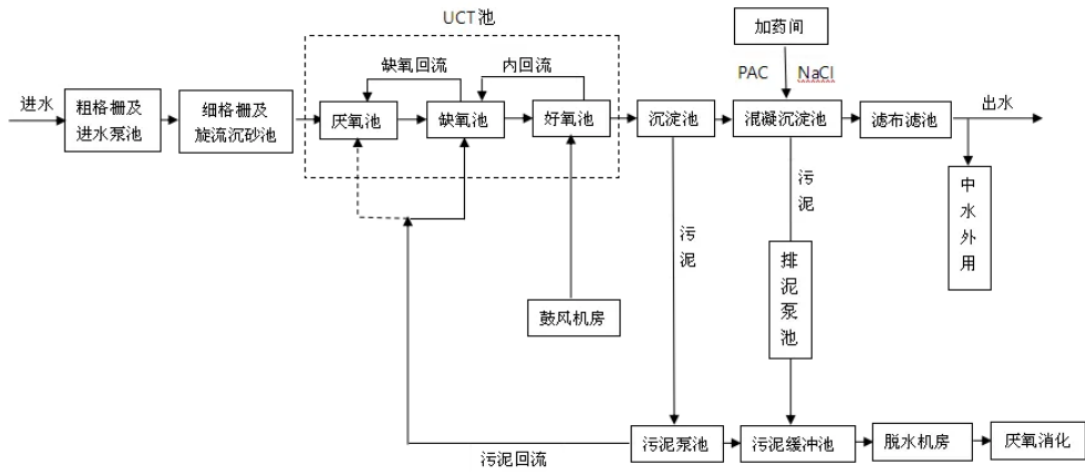 UCT池
加药间
PAC NaCl
缺氧回流
内回流
进水
粗格栅及
进水泵池
细格栅及
旋流沉砂池
厌氧池
缺氧池
好氧池
沉淀池
混凝沉淀池
滤布滤池
出水
中水外用
污泥
污泥
排泥泵池
鼓风机房
污泥回流
污泥泵池
污泥缓冲池
脱水机房
厌氧消化